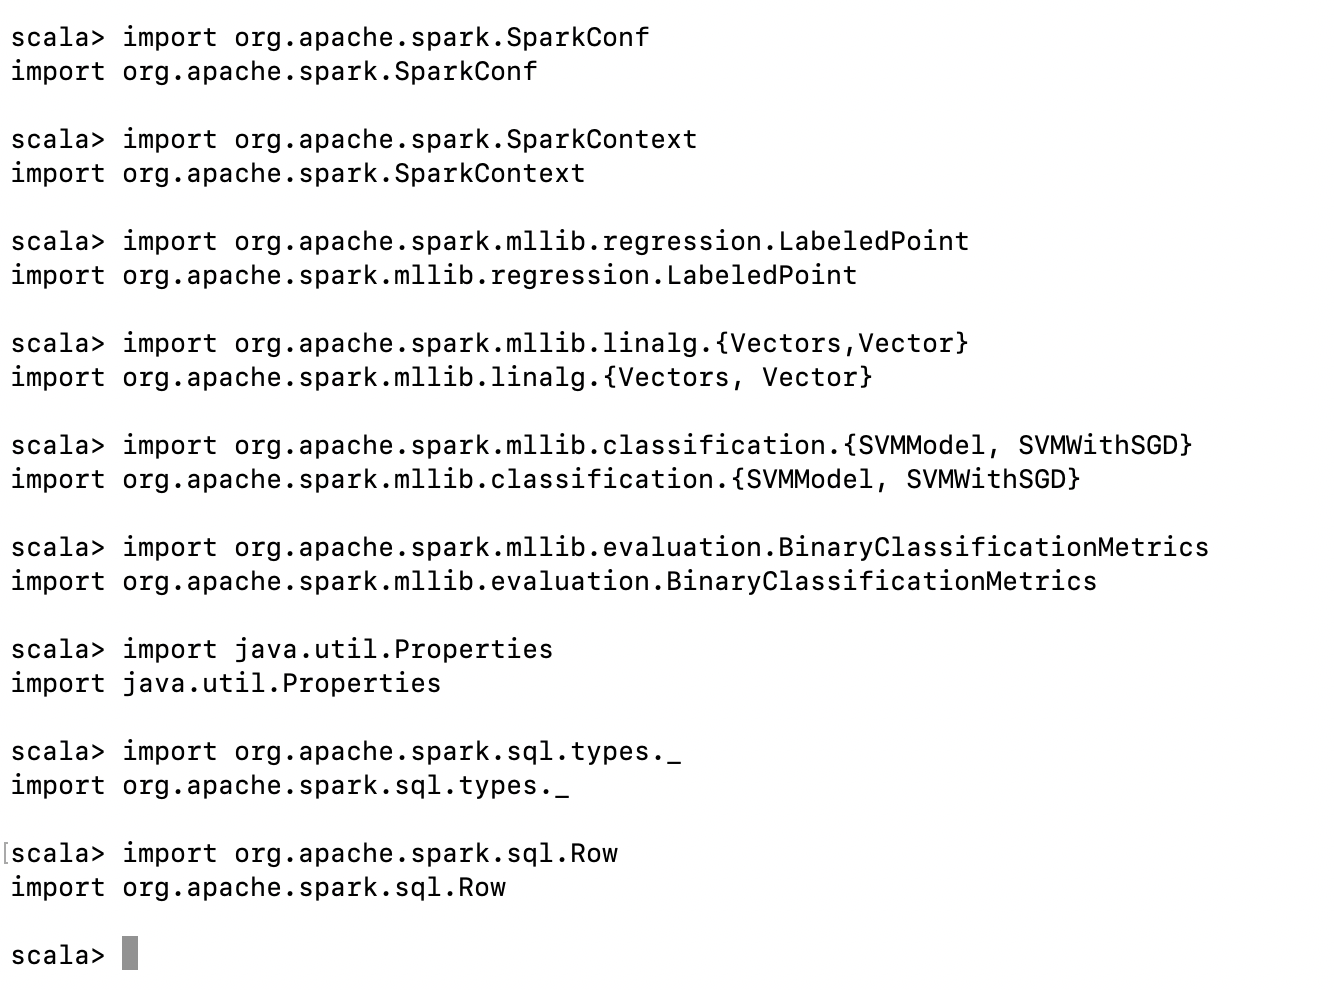 scala> import org.apache.spark.SparkConf
import org.apache.spark.SparkConf
scala> import org.apache.spark.SparkContext
import org.apache.spark.SparkContext
scala> import org.apache.spark.mllib.regression.LabeledPoint
import org.apache.spark.mllib.regression.LabeledPoint
scala> import org.apache.spark.mllib.linalg.{Vectors,Vector}
import org.apache.spark.mllib.linalg.{Vectors, Vector}
scala> import org.apache.spark.mllib.classification.{SVMModel, SVMWithSGD}
import org.apache.spark.mllib.classification.{SVMModel, SVMWithSGD}
scala> import org.apache.spark.mllib.evaluation.BinaryClassificationMetrics
import org.apache.spark.mllib.evaluation.BinaryClassificationMetrics
scala> import java.util.Properties
import java.util.Properties
scala> import org.apache.spark.sql.types._
import org.apache.spark.sql.types._
[scala> import org.apache.spark.sql.Row
import org.apache.spark.sql.Row
scala>